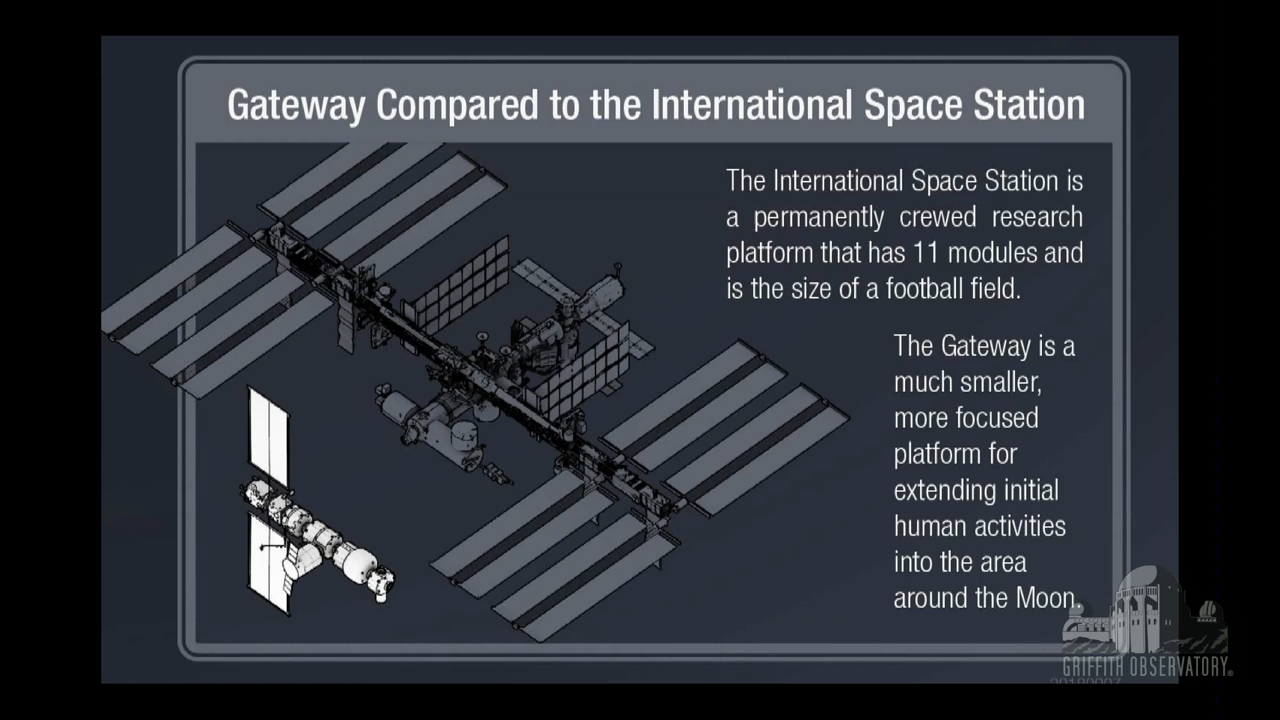 Gateway Compared to the International Space Station
The International Space Station is
a permanently crewed research
platform that has 11 modules and
is the size of a football field.
The Gateway is a
much smaller,
more focused
platform for
extending initial
human activities
into the area
around the Moon.
GRIFFITH OBSERVATORY®